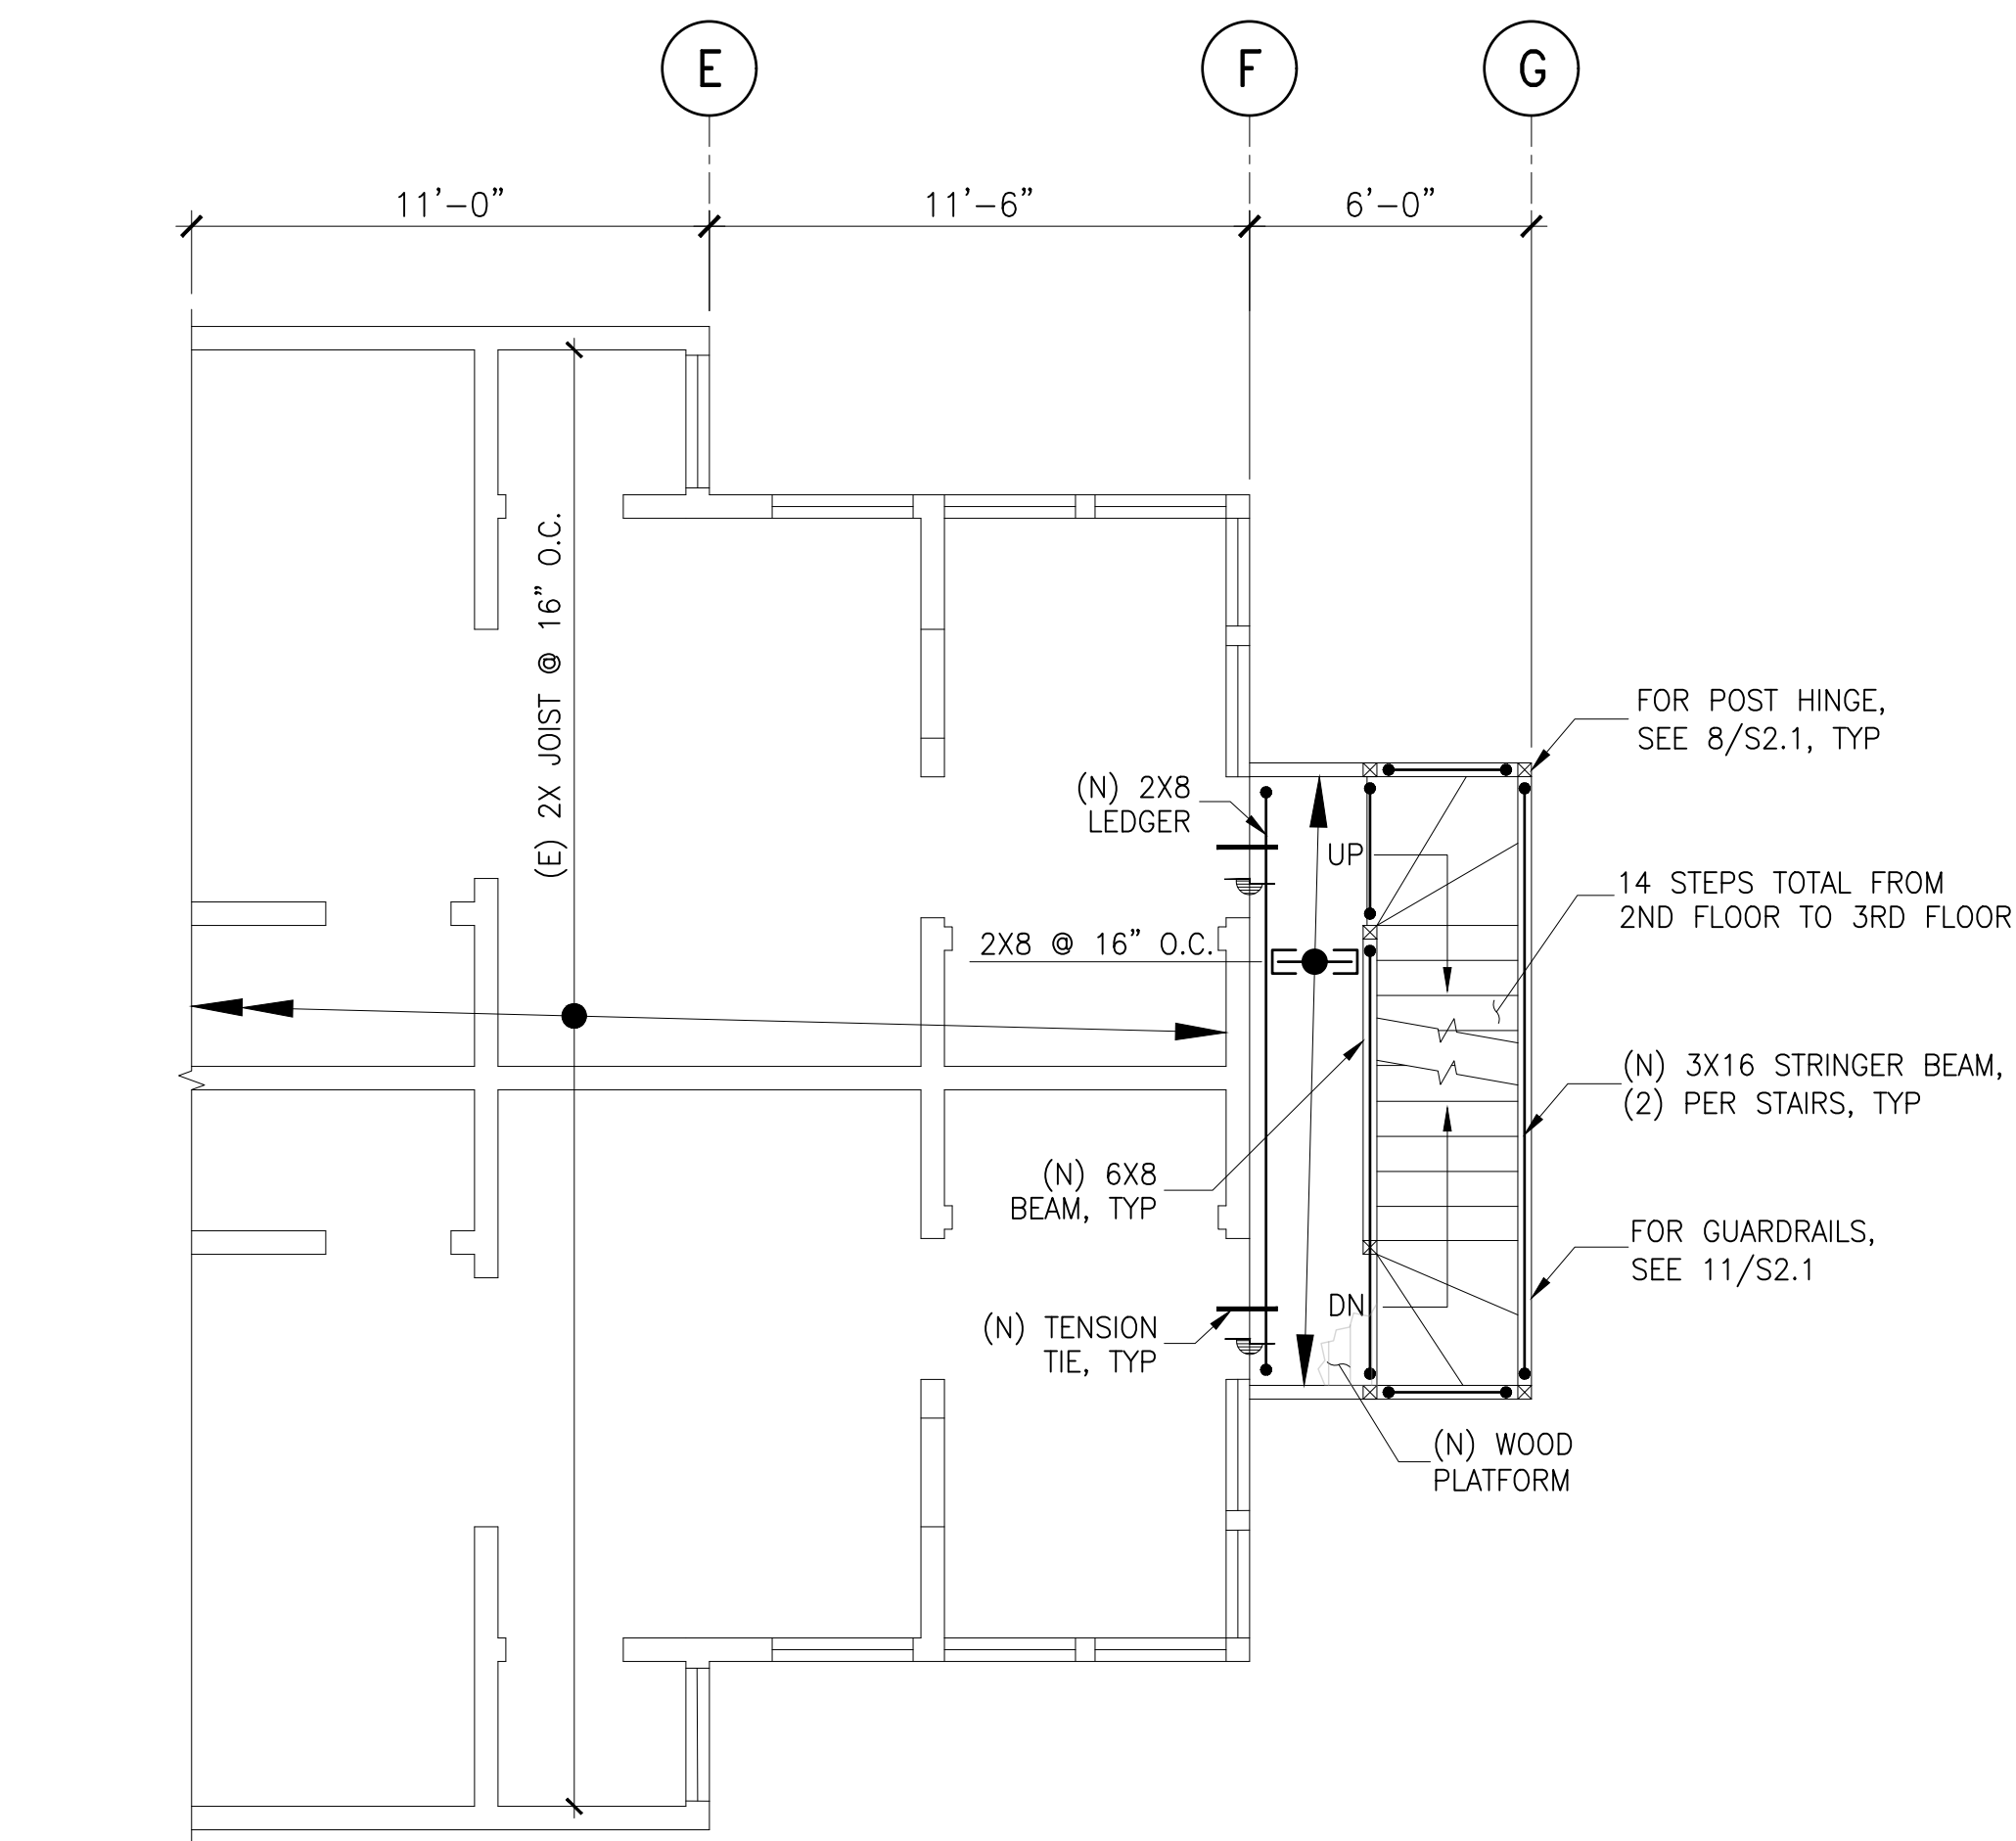 E
F
G
11'-0"
11'-6"
6'-0"
(E) 2X JOIST @ 16" O.C.
FOR POST HINGE,
SEE 8/S2.1, TYP
(N) 2X8
LEDGER
UP
14 STEPS TOTAL FROM
2ND FLOOR TO 3RD FLOOR
2X8 @ 16" O.C.
(N) 3X16 STRINGER BEAM,
(2) PER STAIRS, TYP
(N) 6X8
BEAM, TYP
FOR GUARDRAILS,
SEE 11/S2.1
DN
(N) TENSION
TIE, TYP
(N) WOOD
PLATFORM